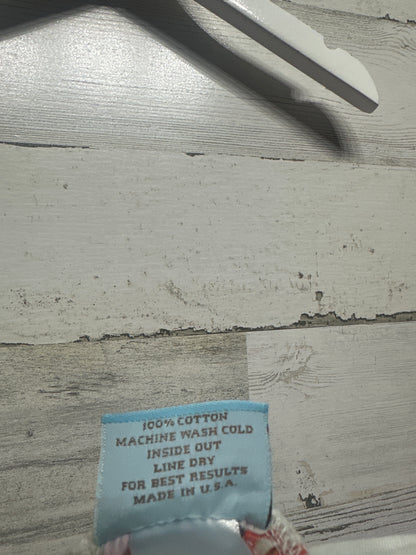 100% COTTON
MACHINE WASH COLD
INSIDE OUT
LINE DRY
FOR BEST RESULTS
MADE IN U.S.A.